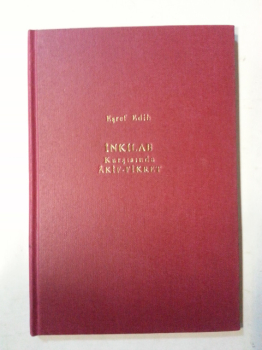 Eşref Edib
İNKILAB
Karşısında
ÂKİF-FİKRET